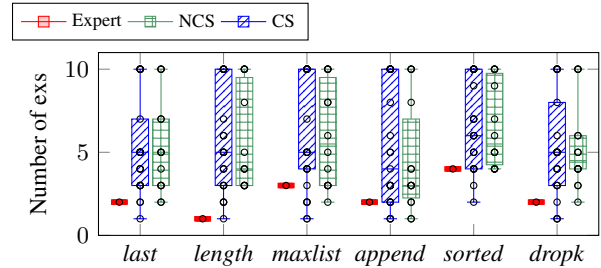 Expert NCS CS
10
5
0
Number of exs
last length maxlist append sorted dropk